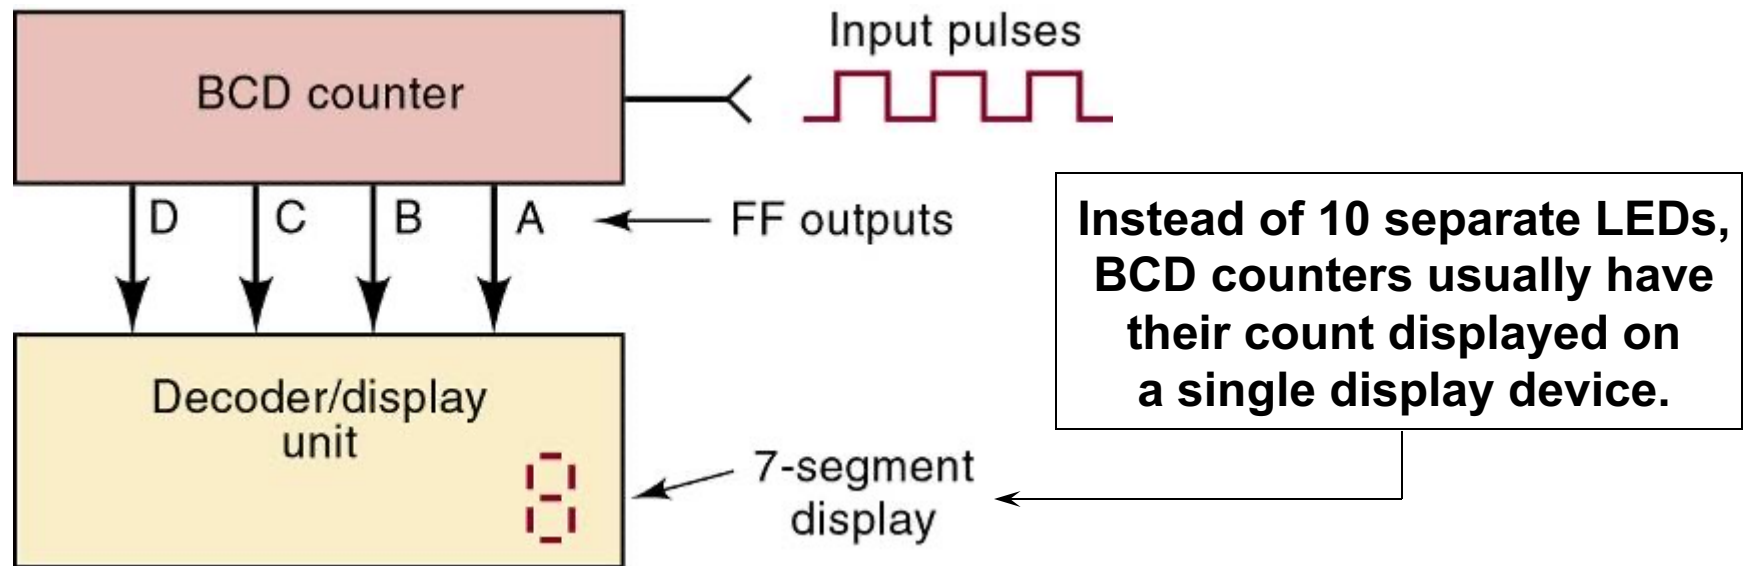 Input pulses
BCD counter
D C B A
FF outputs
Instead of 10 separate LEDs,
BCD counters usually have
their count displayed on
a single display device.
Decoder/display
unit
8
7-segment
display